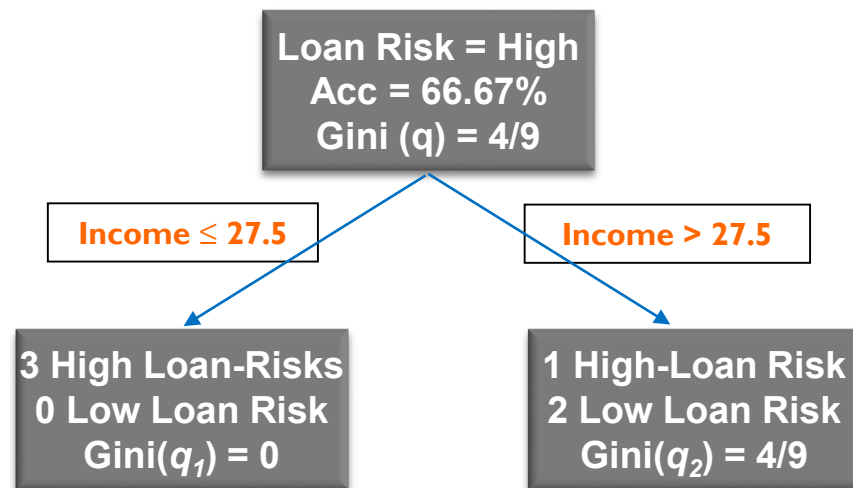 Loan Risk = High
Acc = 66.67%
Gini (q) = 4/9
Income ≤ 27.5
Income > 27.5
3 High Loan-Risks
0 Low Loan Risk
Gini(q₁) = 0
1 High-Loan Risk
2 Low Loan Risk
Gini(q₂) = 4/9